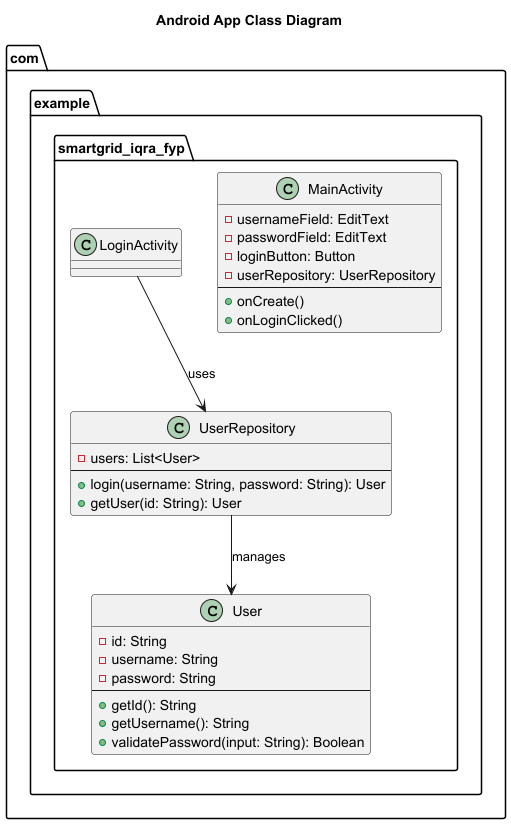 Android App Class Diagram
com
example
smartgrid_iqra_fyp
C MainActivity
usernameField: EditText
passwordField: EditText
loginButton: Button
userRepository: UserRepository
onCreate()
onLoginClicked()
C LoginActivity
uses
C UserRepository
users: List<User>
login(username: String, password: String): User
getUser(id: String): User
manages
C User
id: String
username: String
password: String
getId(): String
getUsername(): String
validatePassword(input: String): Boolean